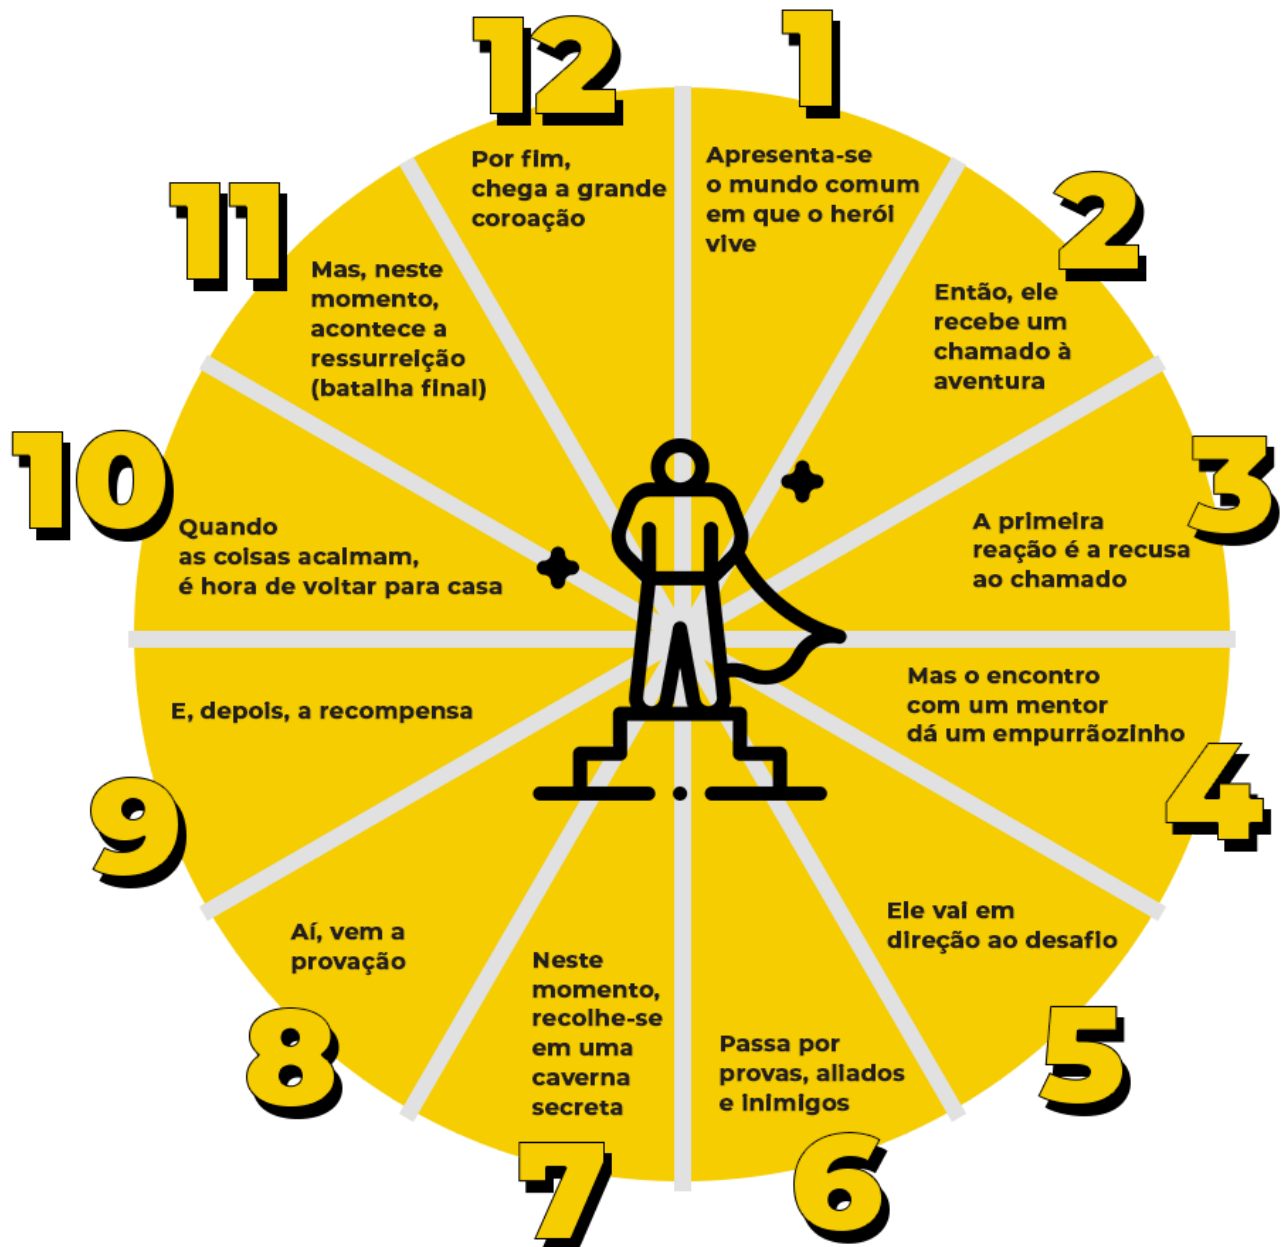 1
Apresenta-se
o mundo comum
em que o herói
vive
2
Então, ele
recebe um
chamado à
aventura
3
A primeira
reação é a recusa
ao chamado
4
Mas o encontro
com um mentor
dá um empurrãozinho
5
Ele vai em
direção ao desafio
6
Passa por
provas, aliados
e inimigos
7
Neste
momento,
recolhe-se
em uma
caverna
secreta
8
Aí, vem a
provação
9
E, depois, a recompensa
10
Quando
as coisas acalmam,
é hora de voltar para casa
11
Mas, neste
momento,
acontece a
ressurreição
(batalha final)
12
Por fim,
chega a grande
coroação